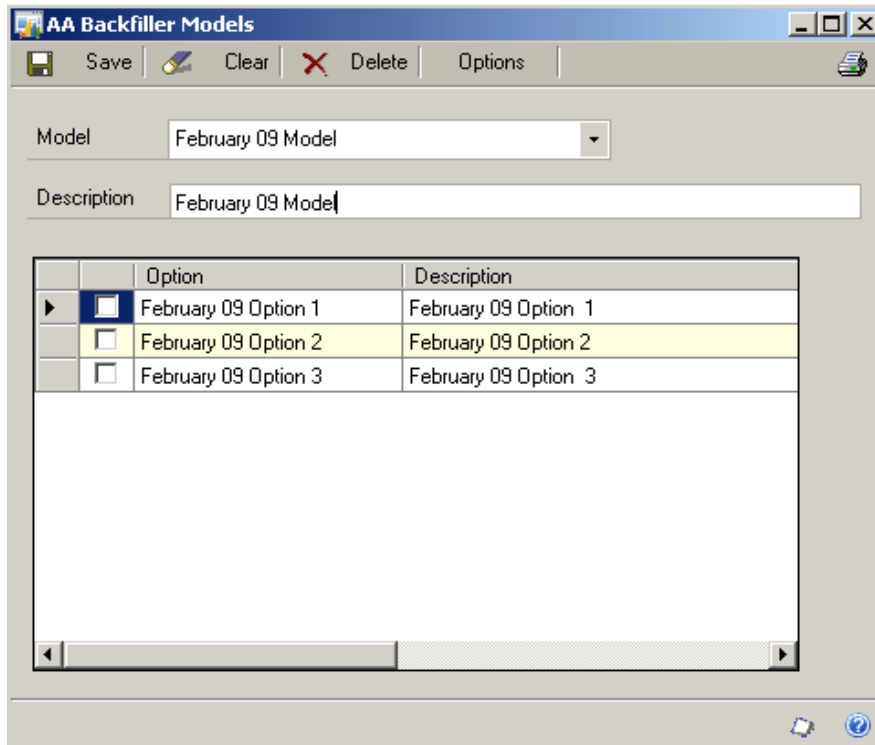 AA Backfiller Models
Save Clear Delete Options
Model February 09 Model
Description February 09 Model
Option Description
February 09 Option 1 February 09 Option  1
February 09 Option 2 February 09 Option 2
February 09 Option 3 February 09 Option  3